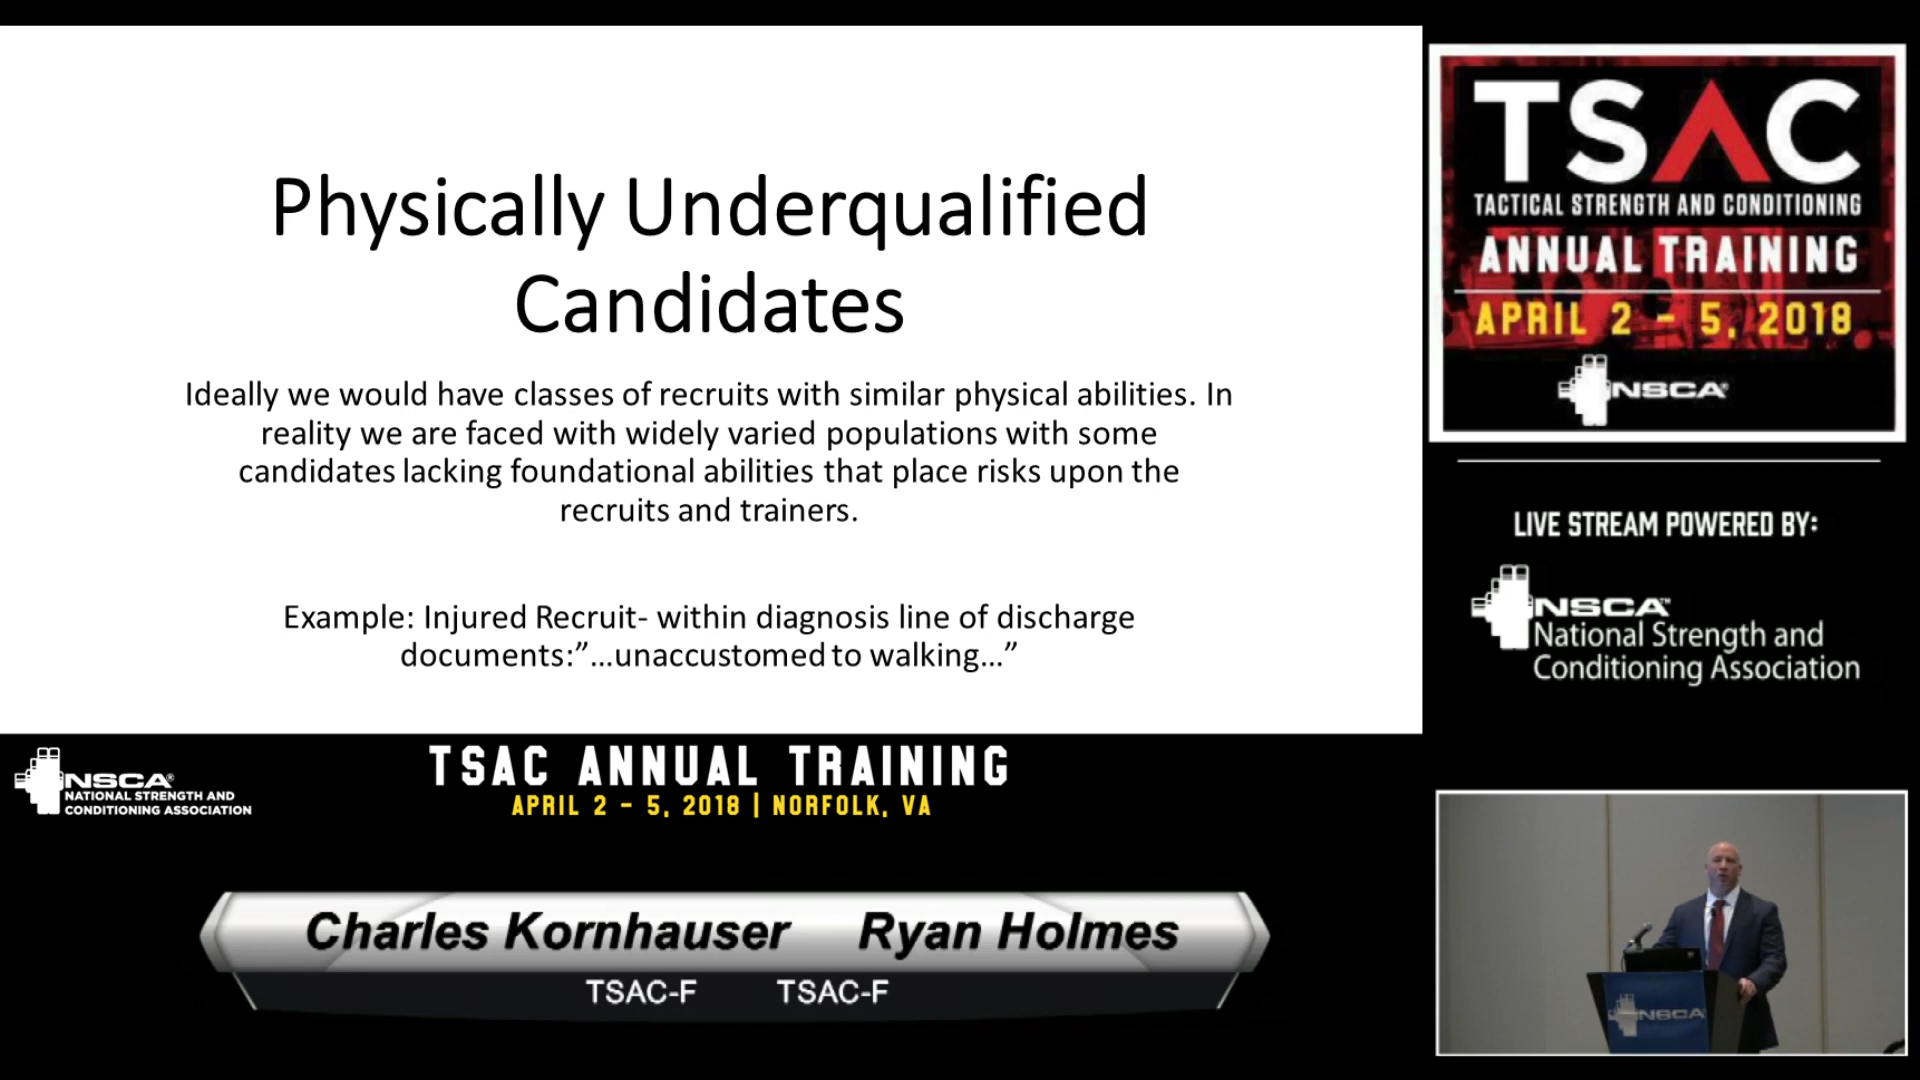 Physically Underqualified
Candidates
Ideally we would have classes of recruits with similar physical abilities. In
reality we are faced with widely varied populations with some
candidates lacking foundational abilities that place risks upon the
recruits and trainers.
Example: Injured Recruit- within diagnosis line of discharge
documents:”...unaccustomed to walking...”
TSAC
TACTICAL STRENGTH AND CONDITIONING
ANNUAL TRAINING
APRIL 2 - 5, 2018
NSCA®
LIVE STREAM POWERED BY:
NSCA™
National Strength and
Conditioning Association
NSCA®
NATIONAL STRENGTH AND
CONDITIONING ASSOCIATION
TSAC ANNUAL TRAINING
APRIL 2 - 5, 2018 | NORFOLK, VA
Charles Kornhauser Ryan Holmes
TSAC-F TSAC-F
NSCA